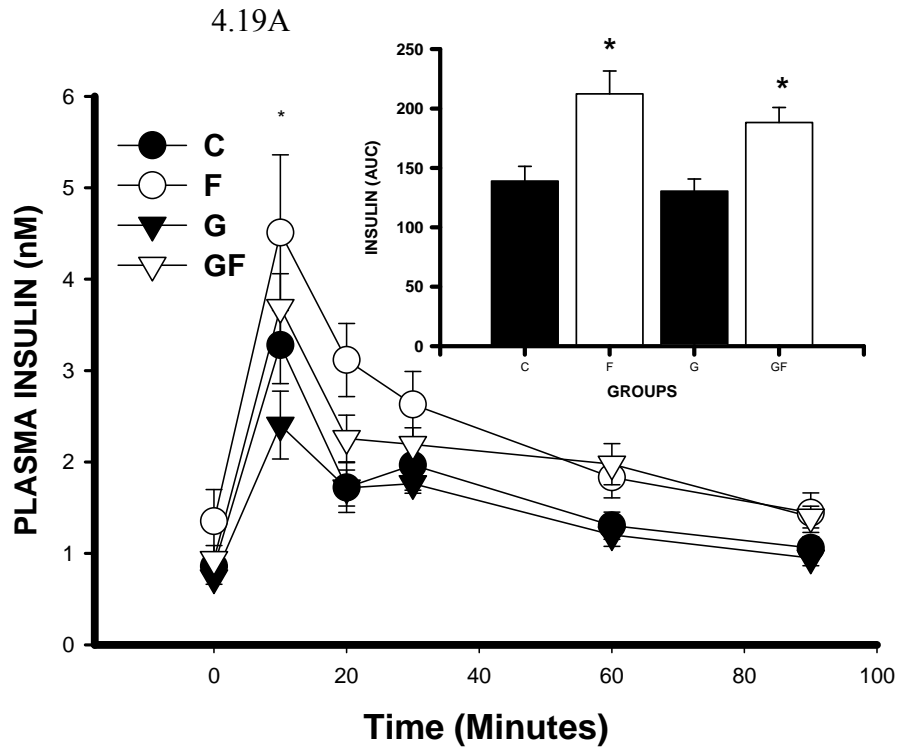 4.19A
PLASMA INSULIN (nM)
6
5
4
3
2
1
0
*
C
F
G
GF
0 20 40 60 80 100
Time (Minutes)
INSULIN (AUC)
250
200
150
100
50
0
* *
C F G GF
GROUPS